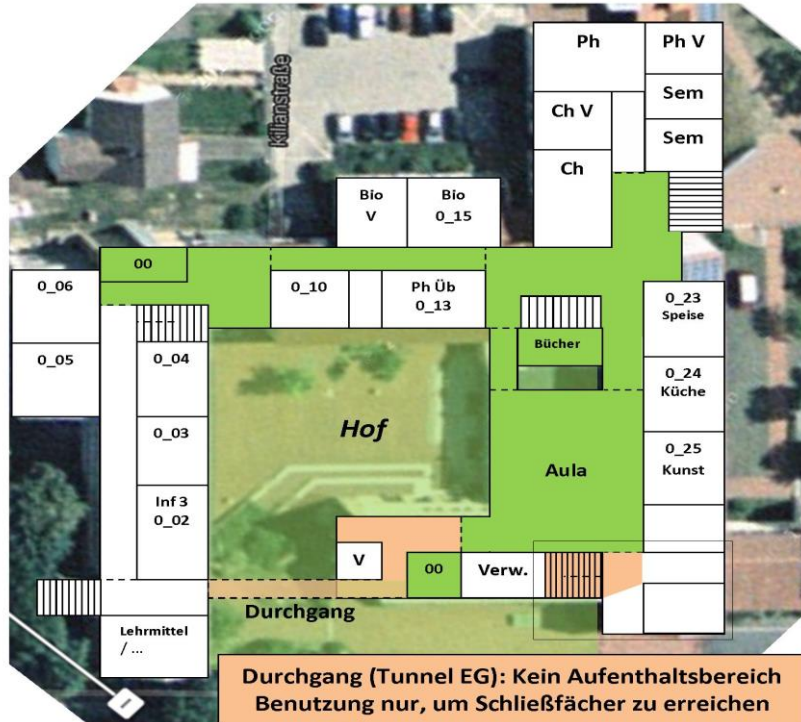 Kilianstraße
Ph
Ph V
Sem
Ch V
Sem
Ch
Bio
V
Bio
0_15
00
0_06
0_10
Ph Üb
0_13
0_23
Speise
0_05
0_04
Bücher
0_24
Küche
Hof
0_03
Aula
0_25
Kunst
Inf 3
0_02
V
00
Verw.
Durchgang
Lehrmittel
/ ...
Durchgang (Tunnel EG): Kein Aufenthaltsbereich
Benutzung nur, um Schließfächer zu erreichen